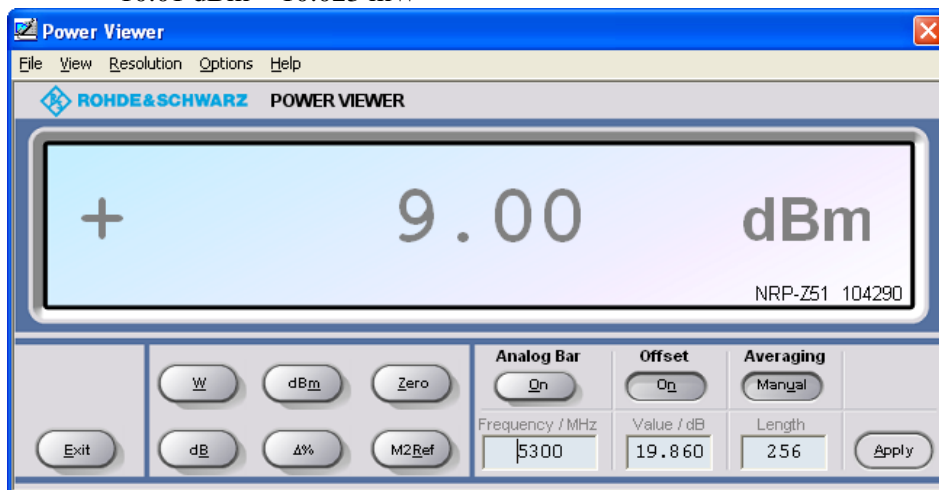 Power Viewer
File View Resolution Options Help
ROHDE&SCHWARZ POWER VIEWER
+ 9.00 dBm
NRP-Z51 104290
Analog Bar Offset Averaging
W dBm Zero On On Manual
Frequency / MHz Value / dB Length
Exit dB Δ% M2Ref 5300 19.860 256 Apply